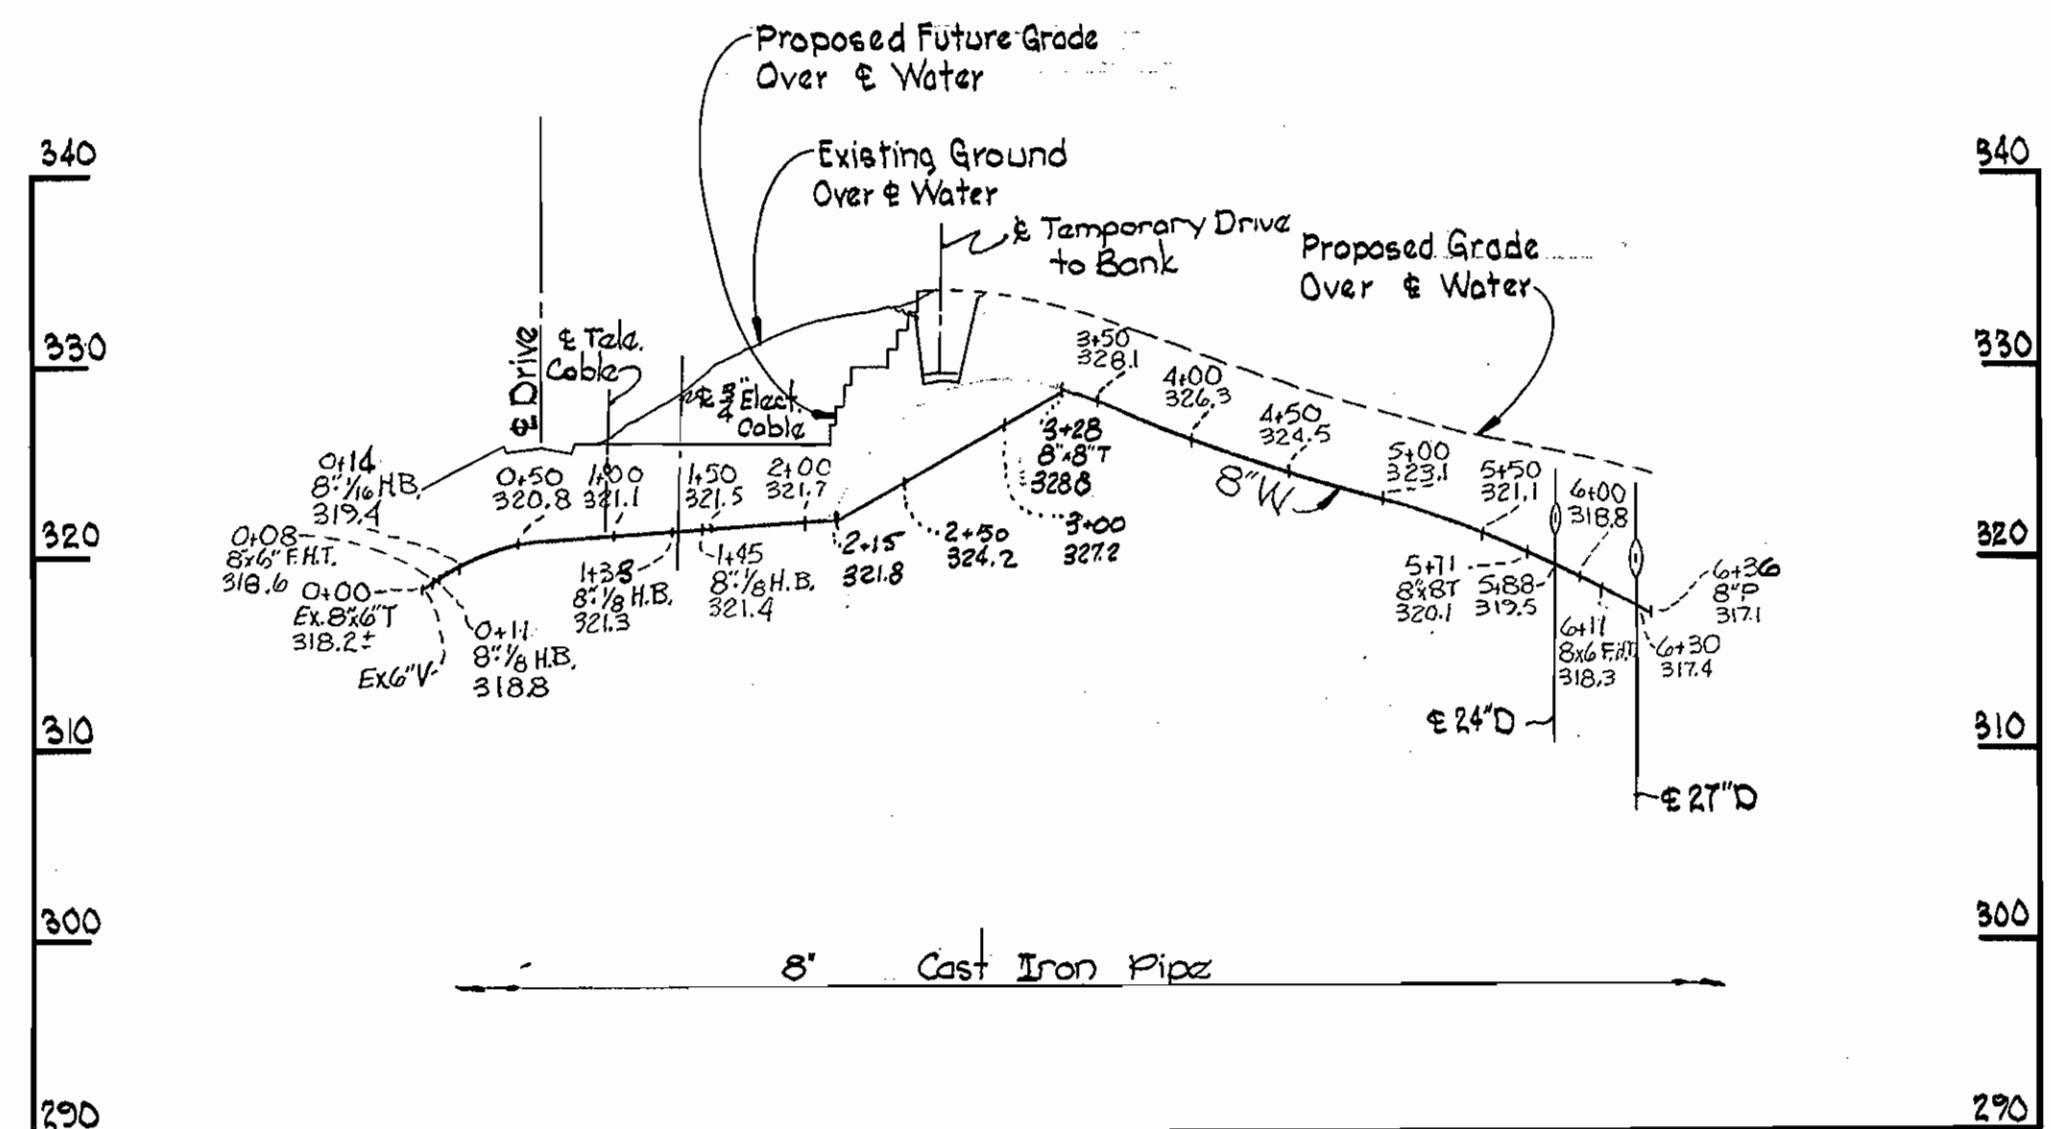 Proposed Future Grade
Over ℄ Water
Existing Ground
Over ℄ Water
℄ Temporary Drive
to Bank
Proposed Grade
Over ℄ Water
340
340
330
330
320
320
310
310
300
300
290
290
℄ Drive
℄ Tele.
Cable
℄ 3/4" Elect.
Cable
0+14
8" 1/16 H.B.
319.4
0+08
8"x6" F.H.T.
318.6
0+00
Ex. 8"x6"T
318.2±
Ex 6"V
0+11
8" 1/8 H.B.
318.8
0+50
320.8
1+00
321.1
1+38
8" 1/8 H.B.
321.3
1+50
321.5
1+45
8" 1/8 H.B.
321.4
2+00
321.7
2+15
321.8
2+50
324.2
3+00
327.2
3+28
8"x8"T
328.8
3+50
328.1
4+00
326.3
4+50
324.5
8"W
5+00
323.1
5+50
321.1
5+71
8"x8T
320.1
5+88
319.5
6+00
318.8
6+11
8x6 F.H.T.
318.3
6+30
317.4
6+36
8"P
317.1
℄ 24"D
℄ 27"D
8" Cast Iron Pipe